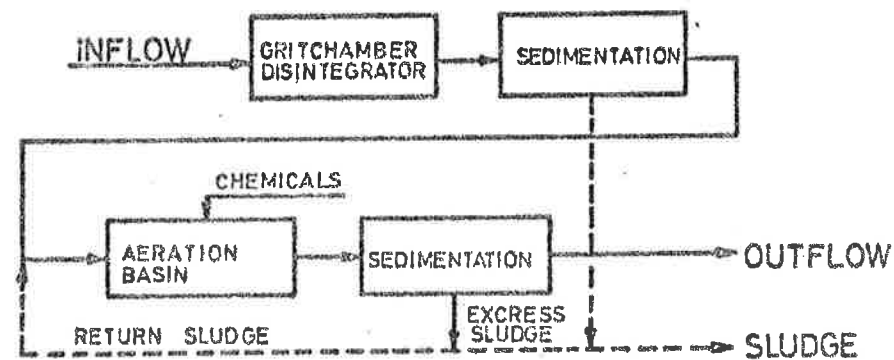 INFLOW
GRITCHAMBER
DISINTEGRATOR
SEDIMENTATION
CHEMICALS
AERATION
BASIN
SEDIMENTATION
OUTFLOW
EXCRESS
SLUDGE
RETURN SLUDGE
SLUDGE